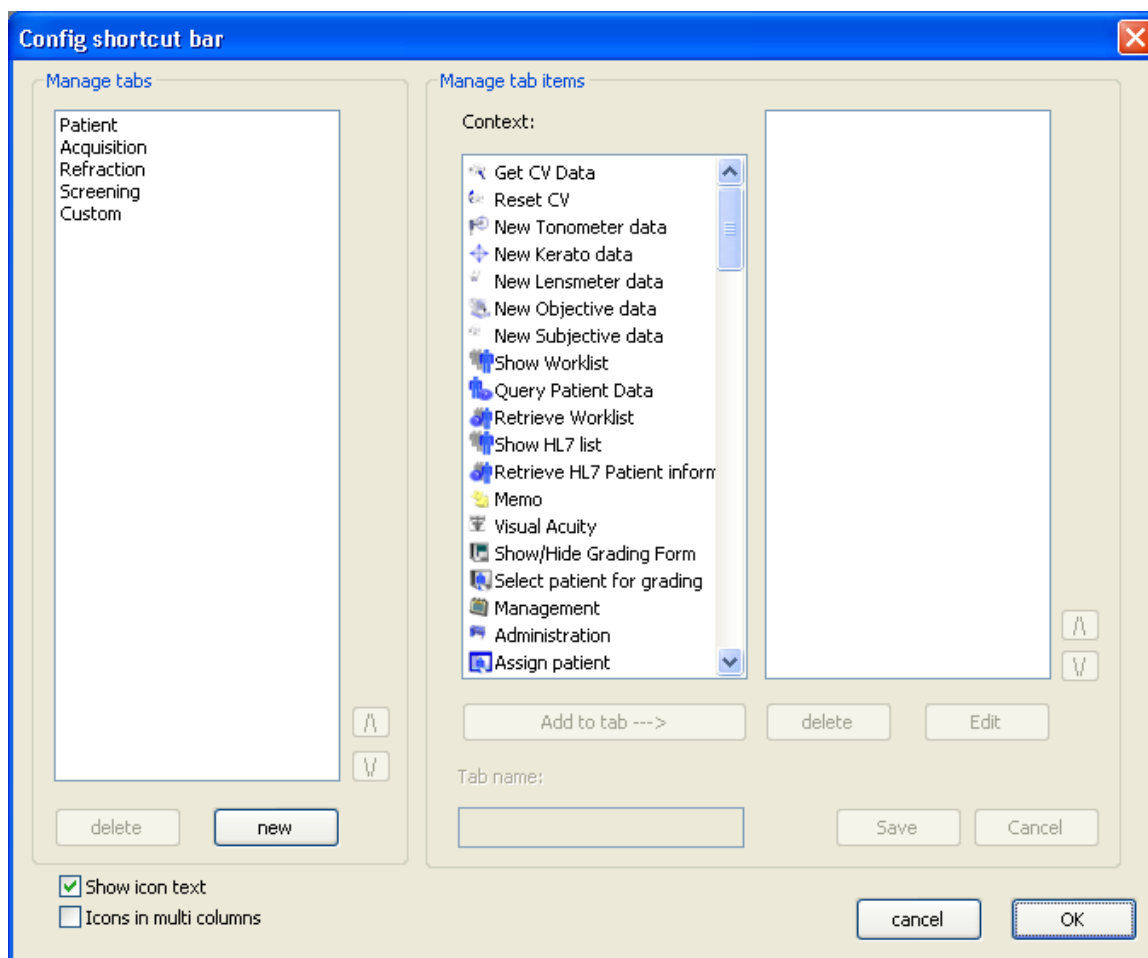 Config shortcut bar
Manage tabs
Patient
Acquisition
Refraction
Screening
Custom
/\
\/
delete
new
Manage tab items
Context:
Get CV Data
Reset CV
New Tonometer data
New Kerato data
New Lensmeter data
New Objective data
New Subjective data
Show Worklist
Query Patient Data
Retrieve Worklist
Show HL7 list
Retrieve HL7 Patient inform
Memo
Visual Acuity
Show/Hide Grading Form
Select patient for grading
Management
Administration
Assign patient
/\
\/
Add to tab --->
delete
Edit
Tab name:
Save
Cancel
Show icon text
Icons in multi columns
cancel
OK